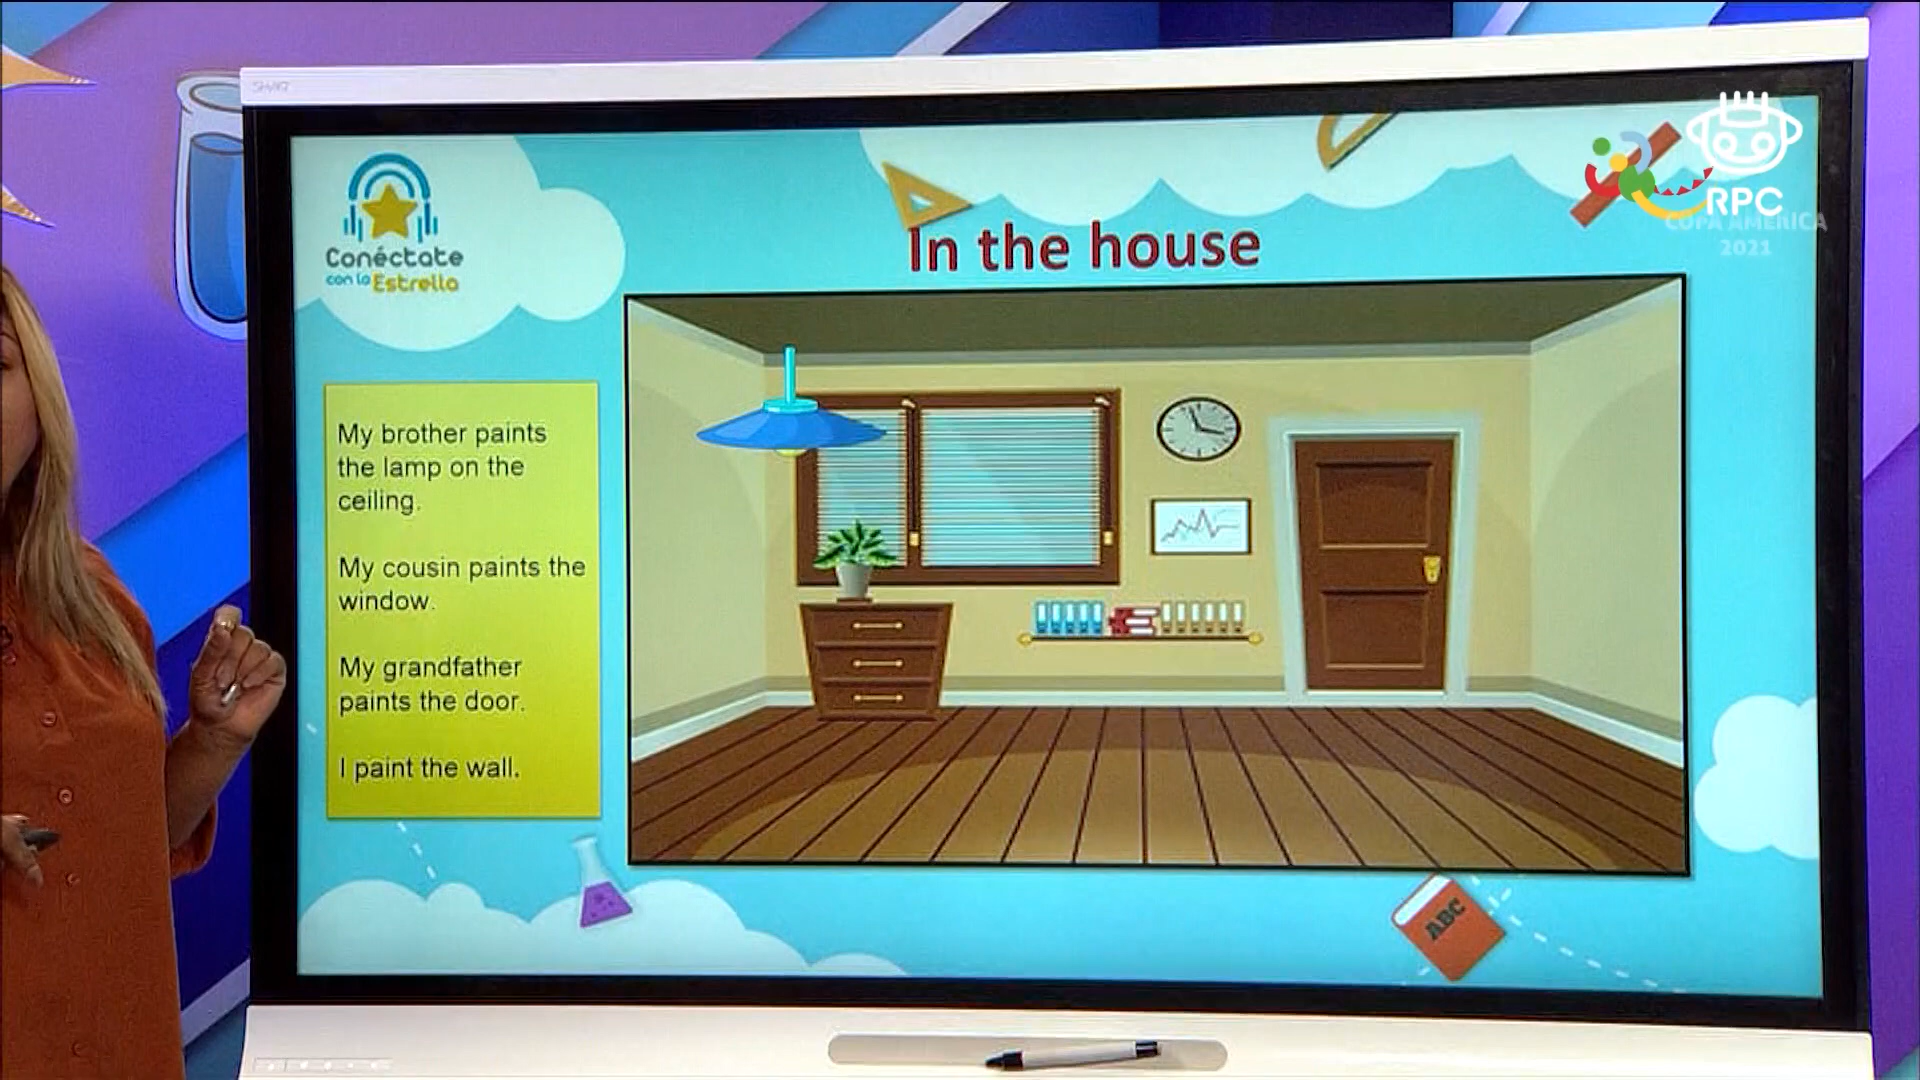 SMART
RPC
COPA AMERICA
2021
Conéctate
con la Estrella
In the house
My brother paints
the lamp on the
ceiling.
My cousin paints the
window.
My grandfather
paints the door.
I paint the wall.
ABC